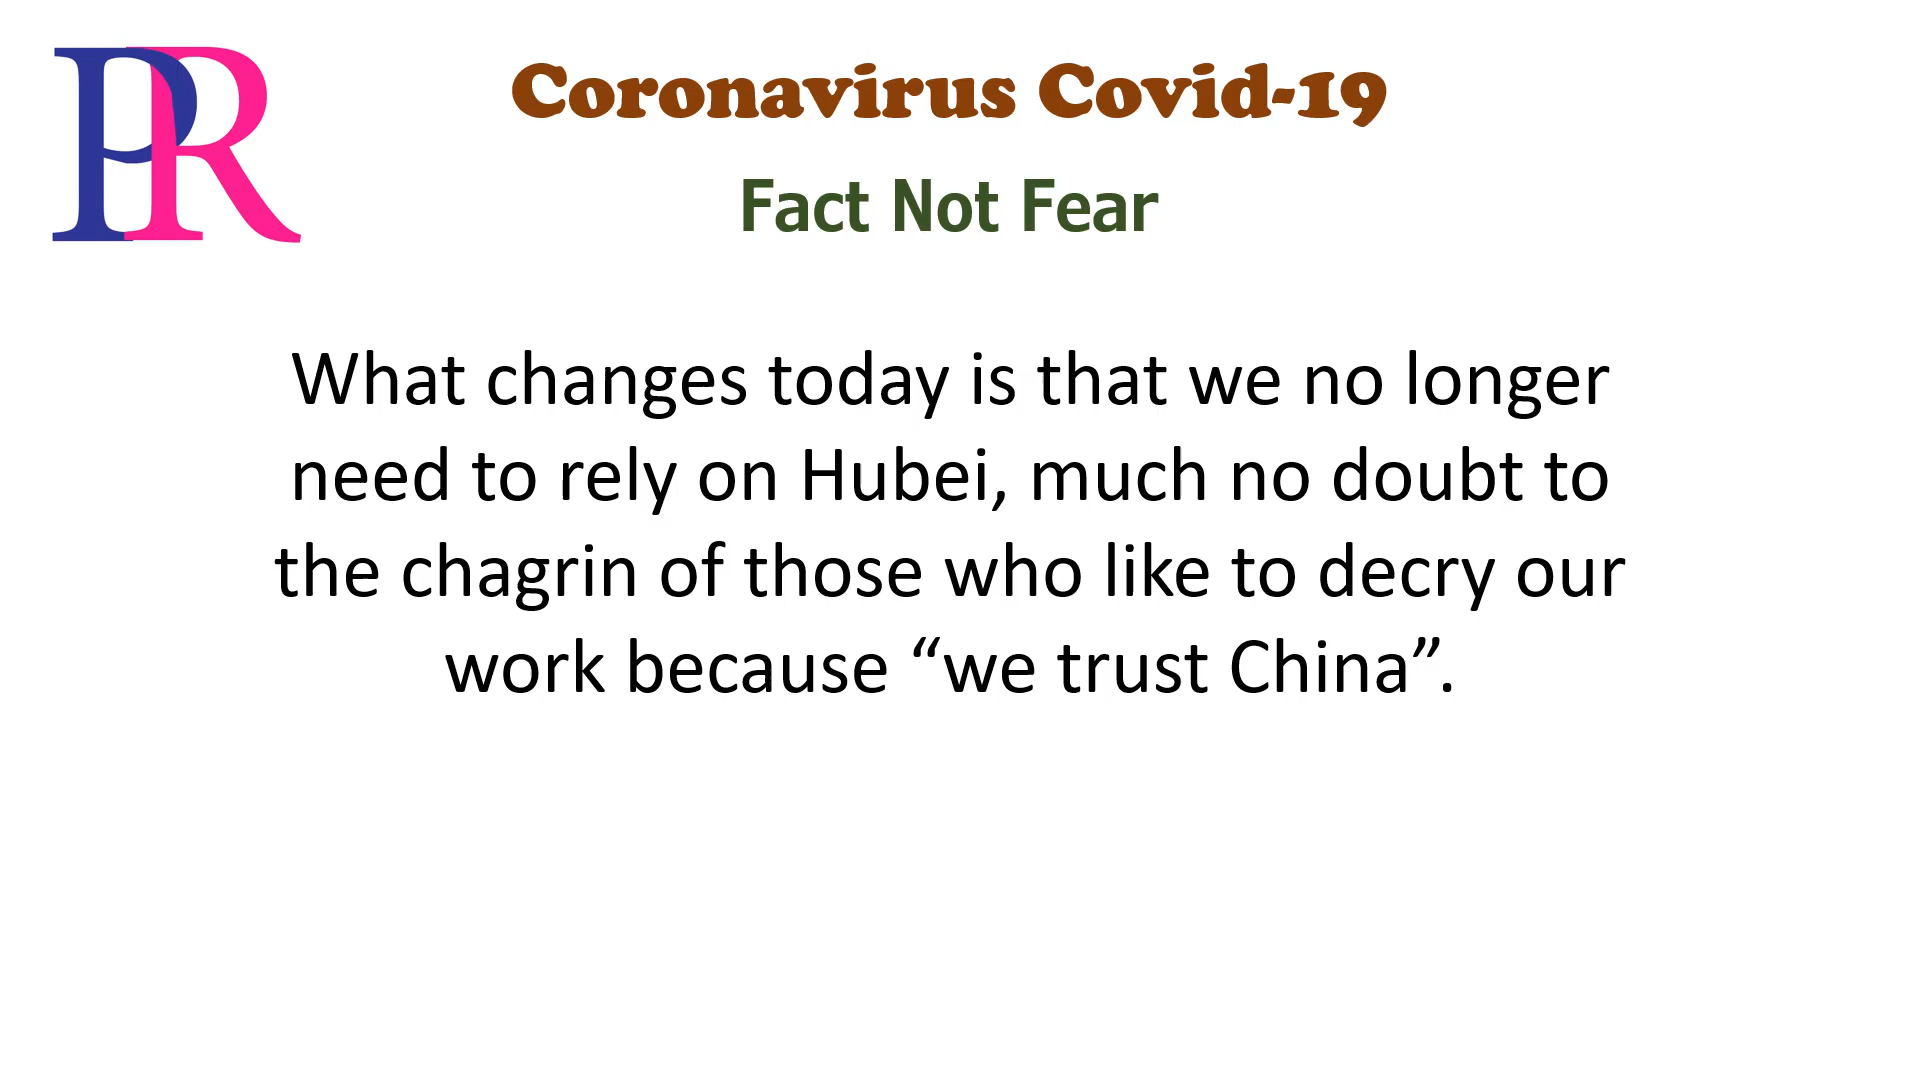 PR
Coronavirus Covid-19
Fact Not Fear
What changes today is that we no longer
need to rely on Hubei, much no doubt to
the chagrin of those who like to decry our
work because “we trust China”.